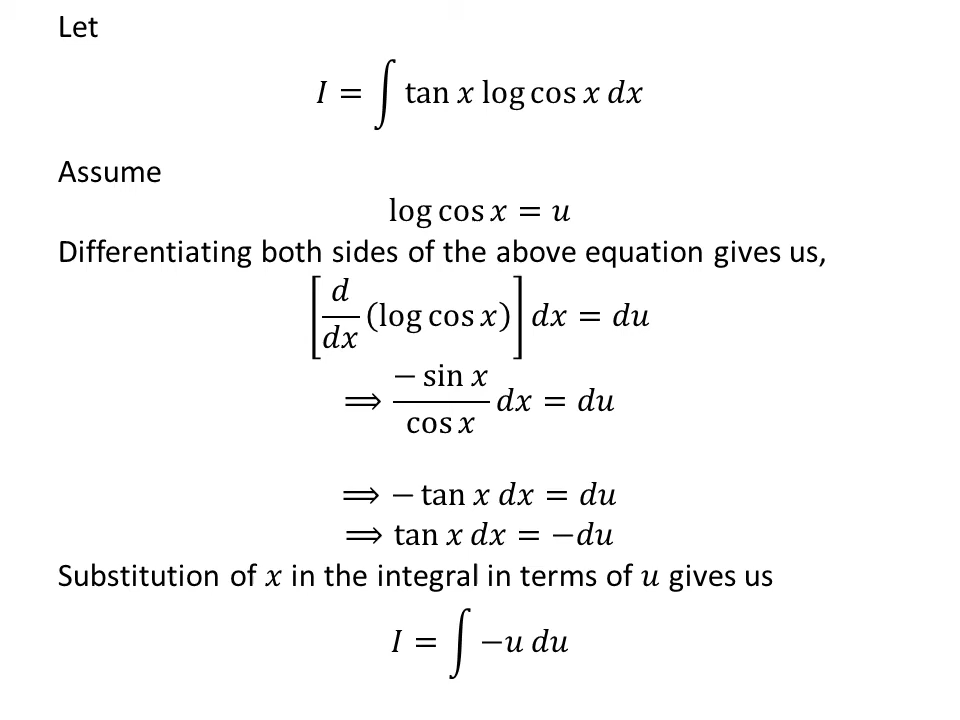 Let
I = ∫ tan x log cos x dx
Assume
log cos x = u
Differentiating both sides of the above equation gives us,
[d/dx (log cos x)] dx = du
⟹ − sin x / cos x dx = du
⟹ − tan x dx = du
⟹ tan x dx = −du
Substitution of x in the integral in terms of u gives us
I = ∫ −u du